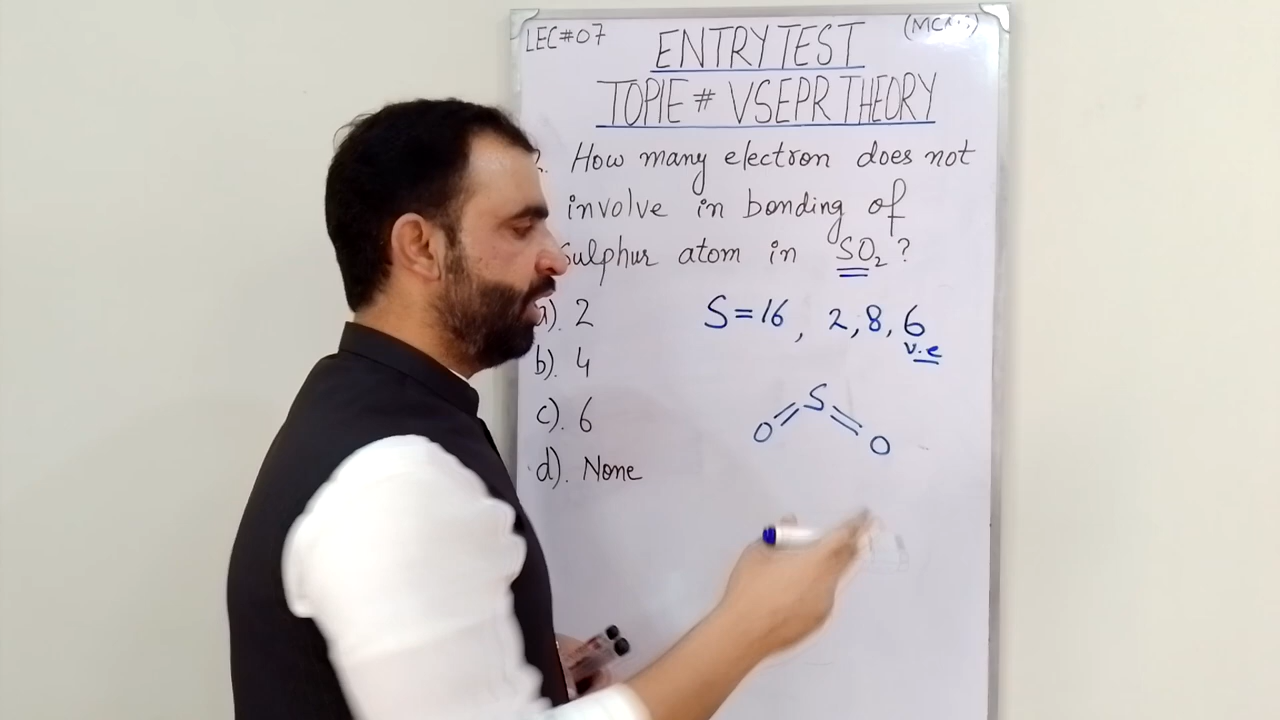 LEC#07
ENTRY TEST
TOPIE # VSEPR THEORY
How many electron does not
involve in bonding of
sulphur atom in SO₂?
a). 2
S=16, 2,8,6
v.e
b). 4
S
O O
c). 6
d). None